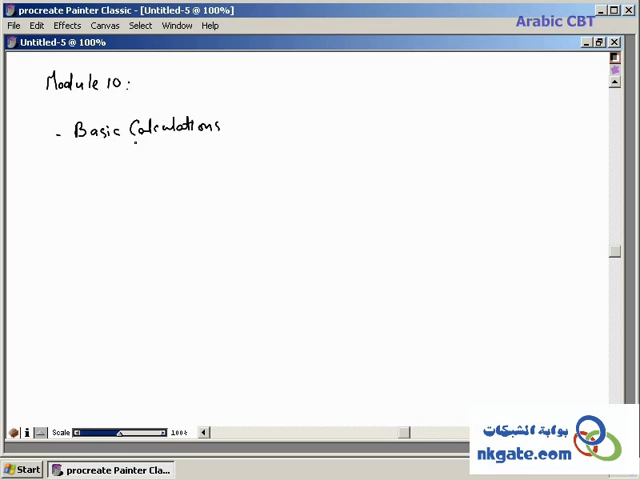 procreate Painter Classic - [Untitled-5 @ 100%]
Arabic CBT
File Edit Effects Canvas Select Window Help
Untitled-5 @ 100%
Module 10:
- Basic Calculations
Scale 100%
بوابة الشبكات
nkgate.com
Start procreate Painter Cla...